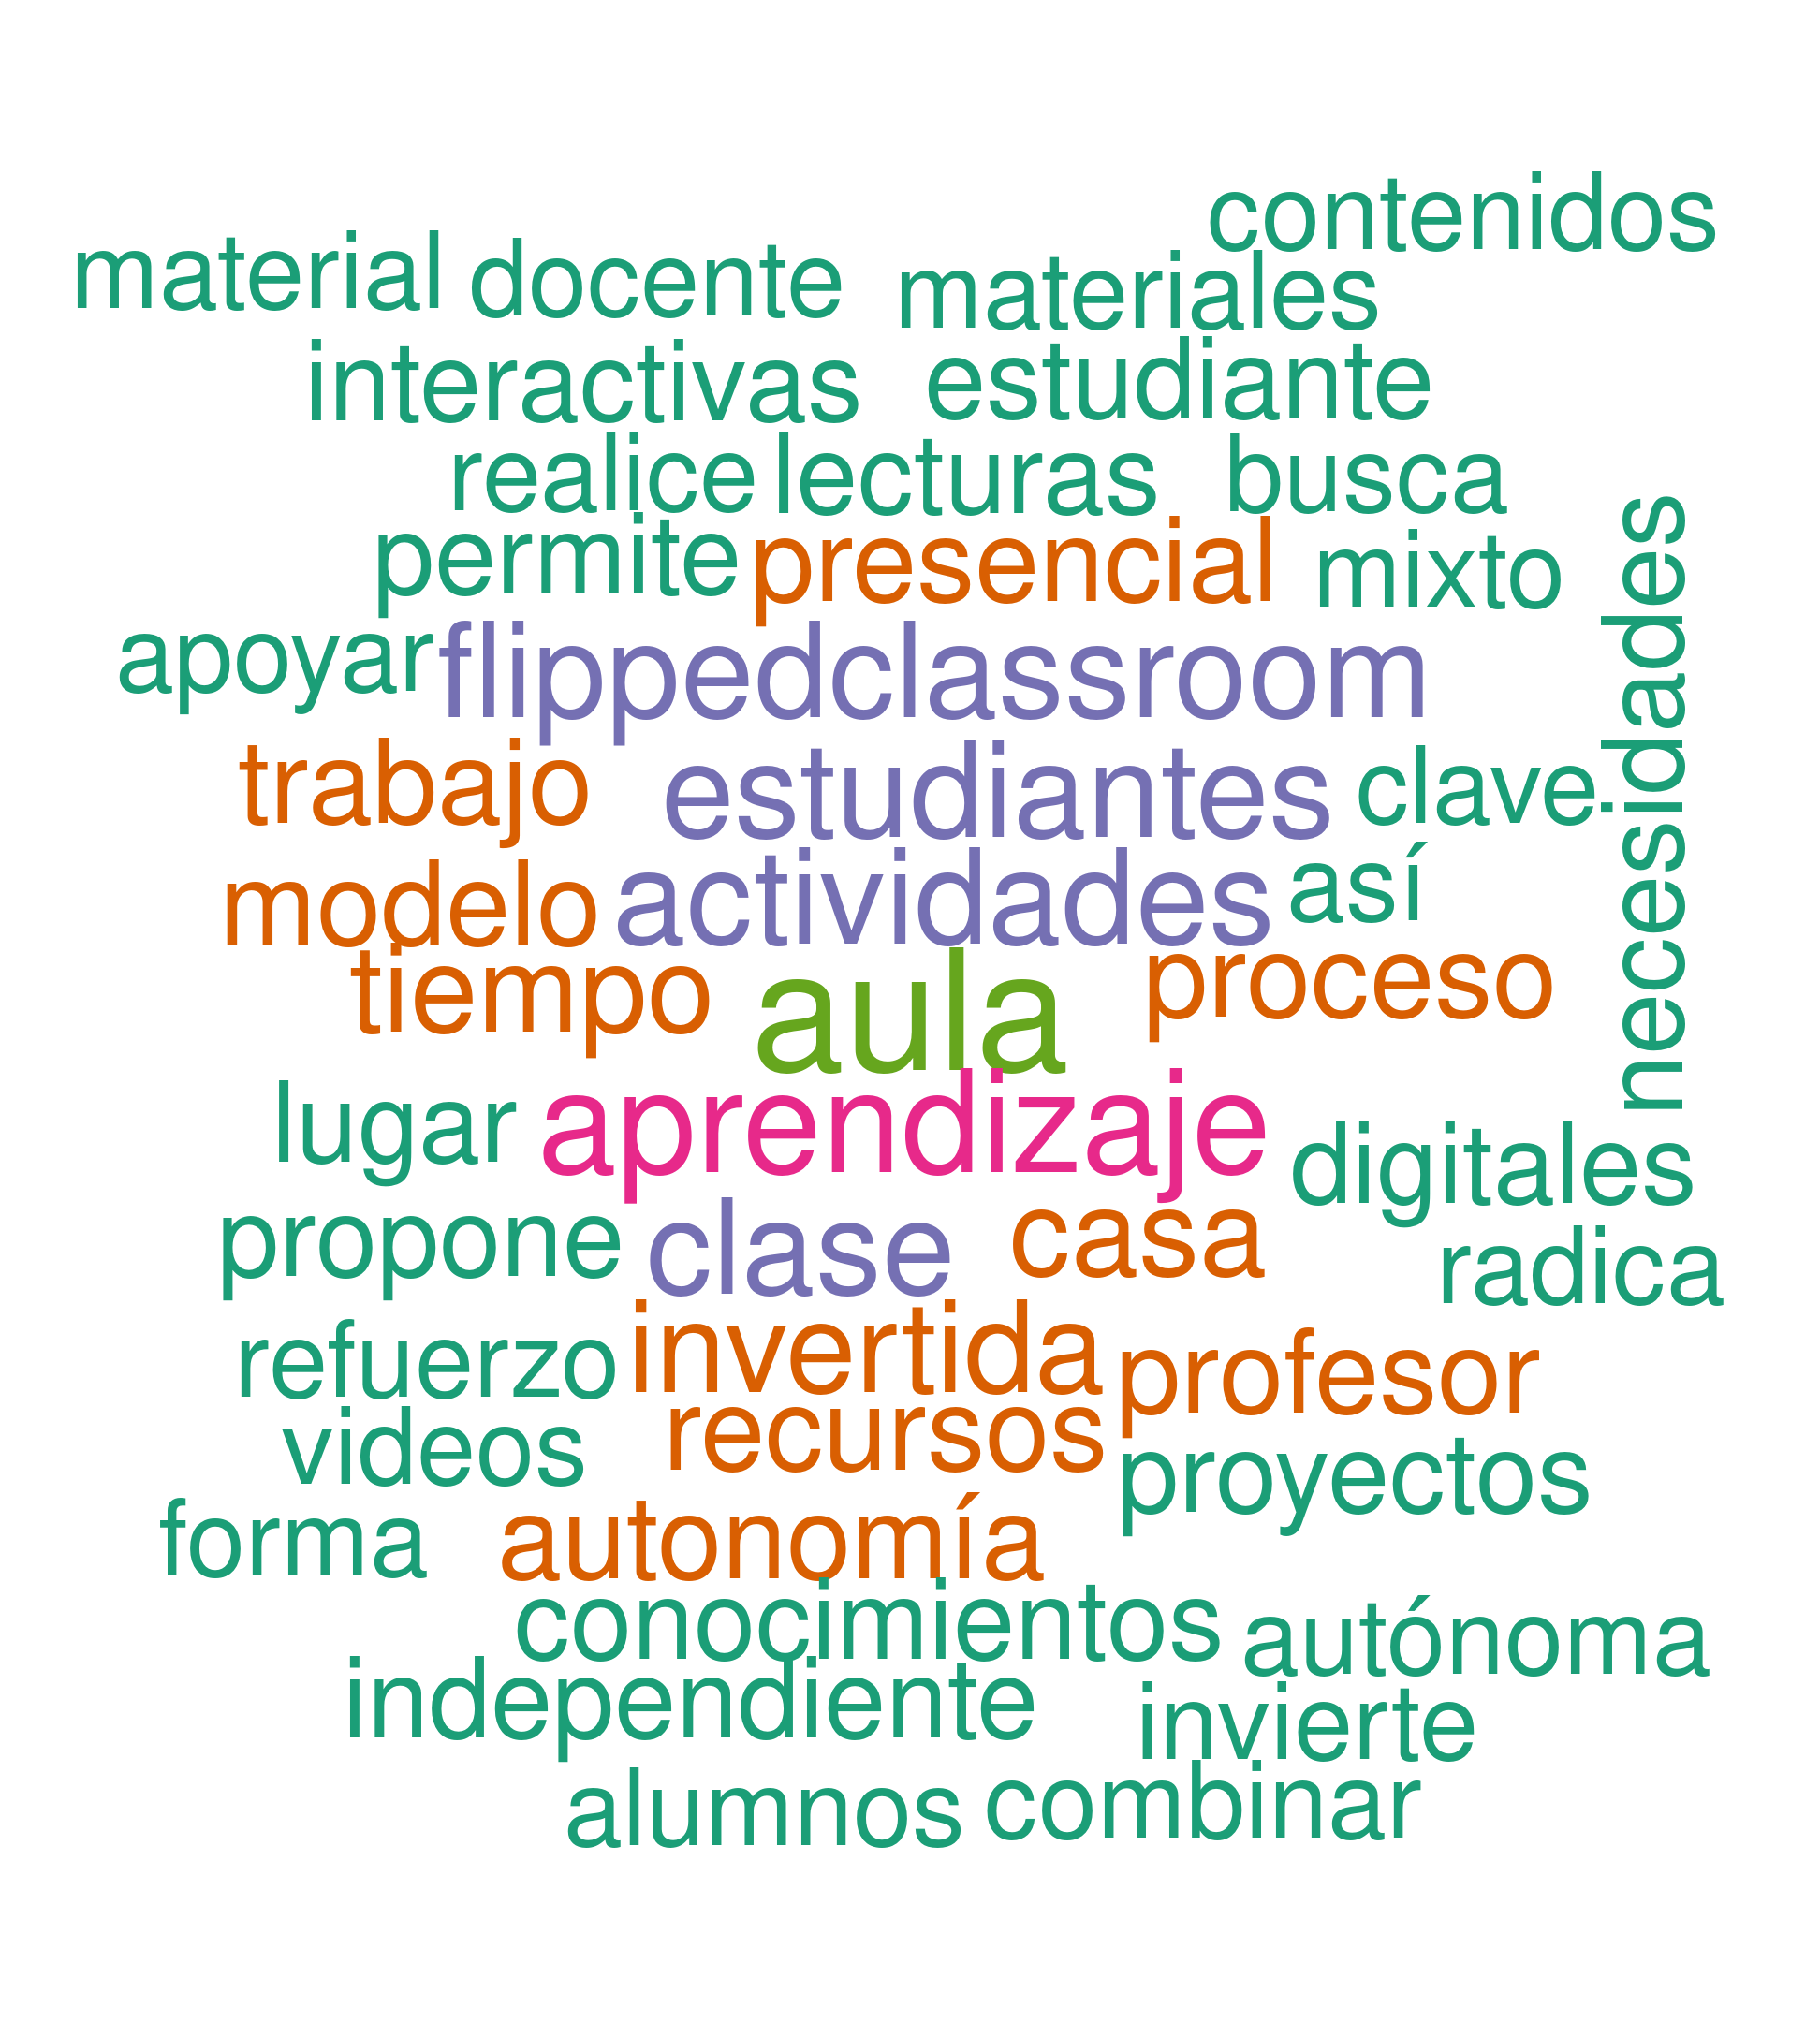 contenidos
material docente materiales
interactivas estudiante
realice lecturas busca
permite presencial mixto
necesidades
apoyar flippedclassroom
trabajo estudiantes clave
modelo actividades así
tiempo aula proceso
lugar aprendizaje digitales
propone clase casa radica
refuerzo invertida profesor
videos recursos proyectos
forma autonomía
conocimientos autónoma
independiente invierte
alumnos combinar